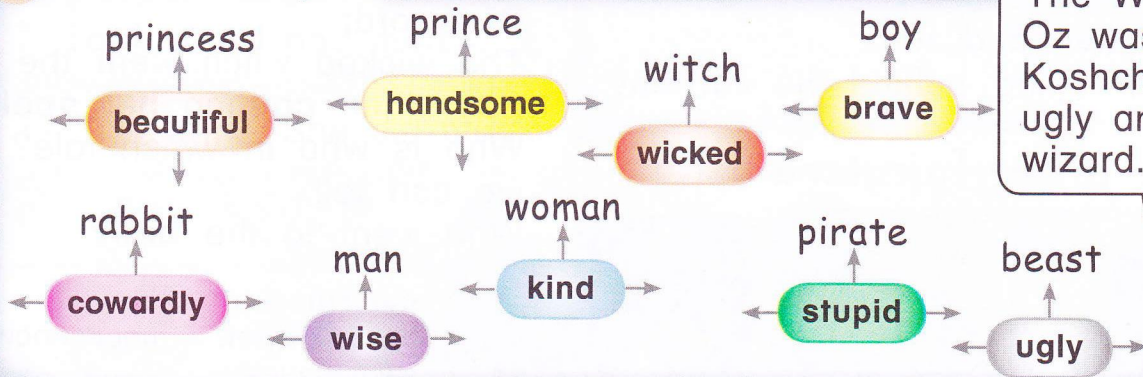 princess
beautiful
prince
handsome
witch
wicked
boy
brave
Oz was
Koshch
ugly an
wizard.
rabbit
cowardly
man
wise
woman
kind
pirate
stupid
beast
ugly